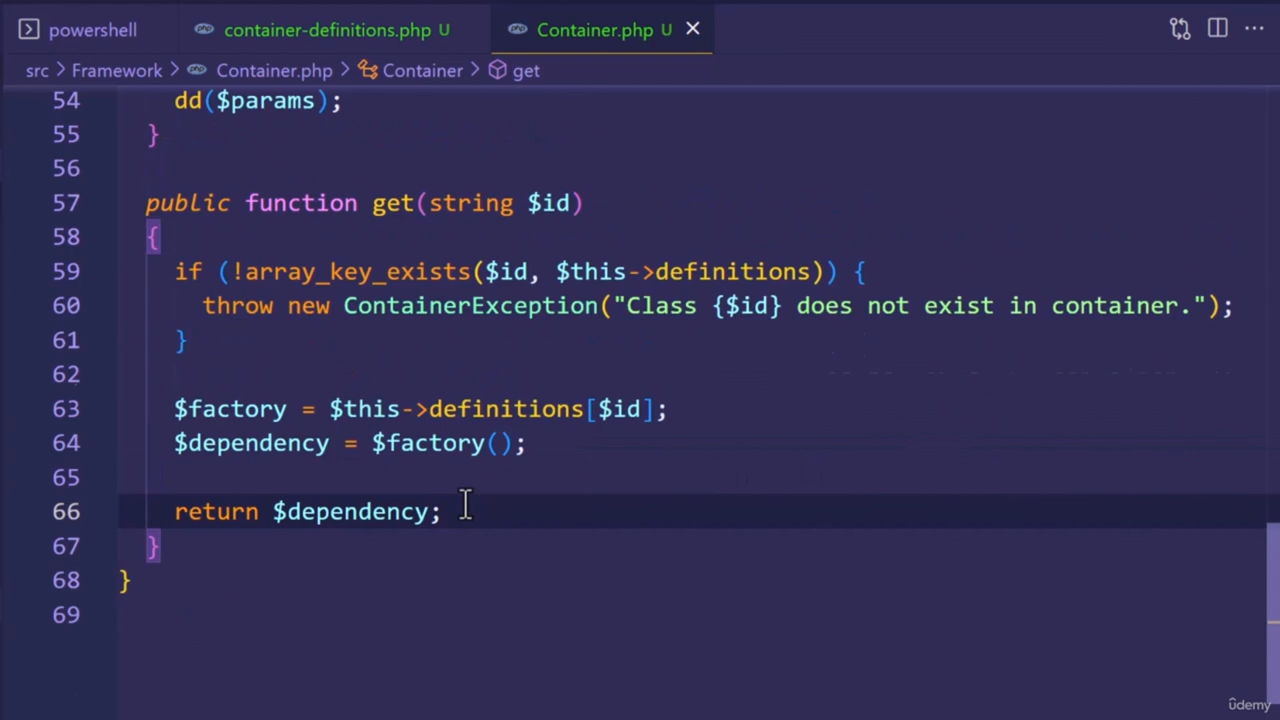 powershell
container-definitions.php U
Container.php U
src > Framework > Container.php > Container > get
54 dd($params);
55 }
56
57 public function get(string $id)
58 {
59 if (!array_key_exists($id, $this->definitions)) {
60 throw new ContainerException("Class {$id} does not exist in container.");
61 }
62
63 $factory = $this->definitions[$id];
64 $dependency = $factory();
65
66 return $dependency;
67 }
68 }
69
ûdemy